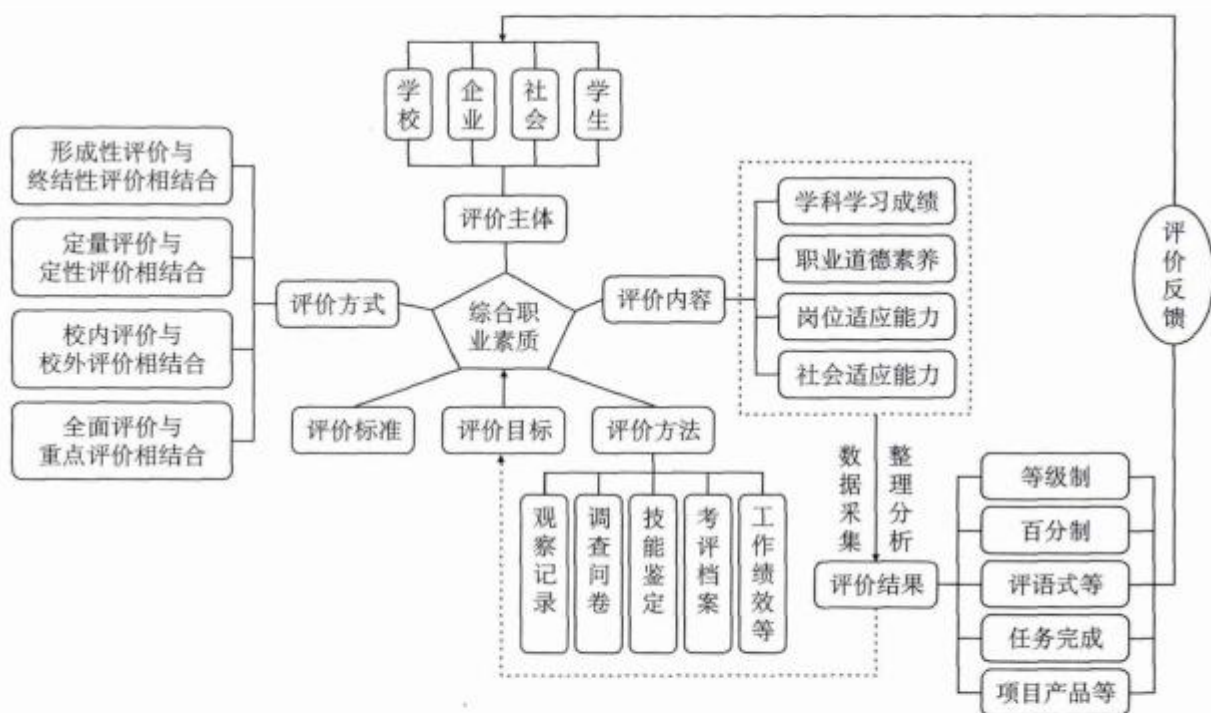 学校
企业
社会
学生
评价主体
形成性评价与
终结性评价相结合
定量评价与
定性评价相结合
校内评价与
校外评价相结合
全面评价与
重点评价相结合
评价方式
综合职
业素质
评价内容
学科学习成绩
职业道德素养
岗位适应能力
社会适应能力
评价反馈
评价标准
评价目标
评价方法
观察记录
调查问卷
技能鉴定
考评档案
工作绩效等
数据采集
整理分析
评价结果
等级制
百分制
评语式等
任务完成
项目产品等